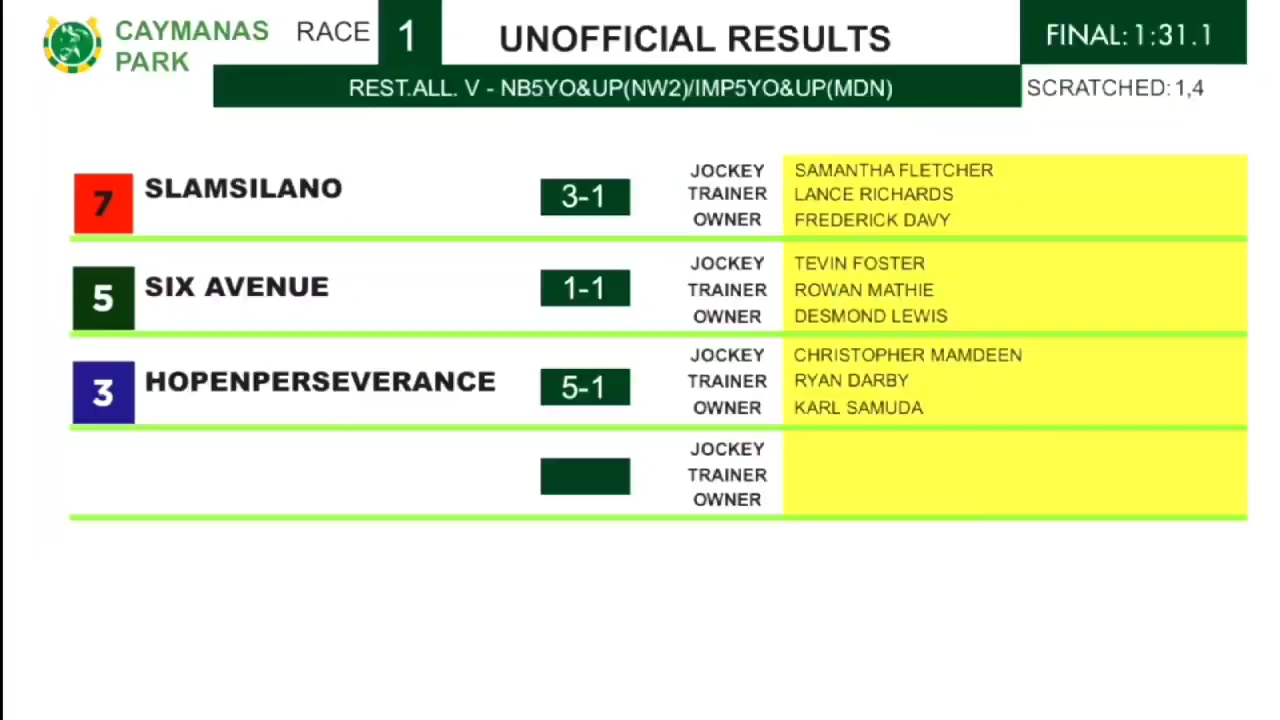 CAYMANAS PARK
RACE 1
UNOFFICIAL RESULTS
FINAL: 1:31.1
REST.ALL. V - NB5YO&UP(NW2)/IMP5YO&UP(MDN)
SCRATCHED: 1,4
7 SLAMSILANO 3-1
JOCKEY SAMANTHA FLETCHER
TRAINER LANCE RICHARDS
OWNER FREDERICK DAVY
5 SIX AVENUE 1-1
JOCKEY TEVIN FOSTER
TRAINER ROWAN MATHIE
OWNER DESMOND LEWIS
3 HOPENPERSEVERANCE 5-1
JOCKEY CHRISTOPHER MAMDEEN
TRAINER RYAN DARBY
OWNER KARL SAMUDA
JOCKEY
TRAINER
OWNER